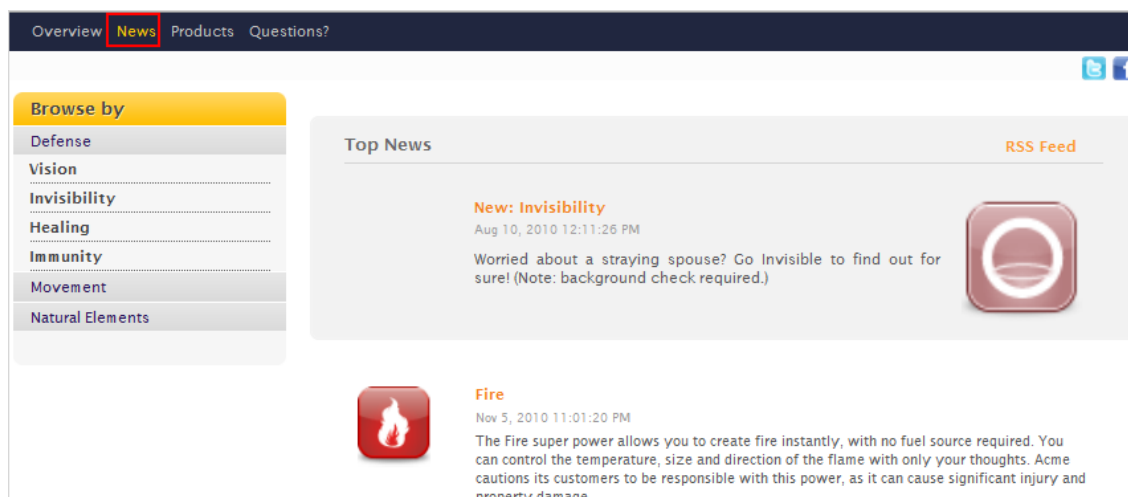 Overview News Products Questions?
Browse by
Defense
Vision
Invisibility
Healing
Immunity
Movement
Natural Elements
Top News
RSS Feed
New: Invisibility
Aug 10, 2010 12:11:26 PM
Worried about a straying spouse? Go Invisible to find out for
sure! (Note: background check required.)
Fire
Nov 5, 2010 11:01:20 PM
The Fire super power allows you to create fire instantly, with no fuel source required. You
can control the temperature, size and direction of the flame with only your thoughts. Acme
cautions its customers to be responsible with this power, as it can cause significant injury and
property damage